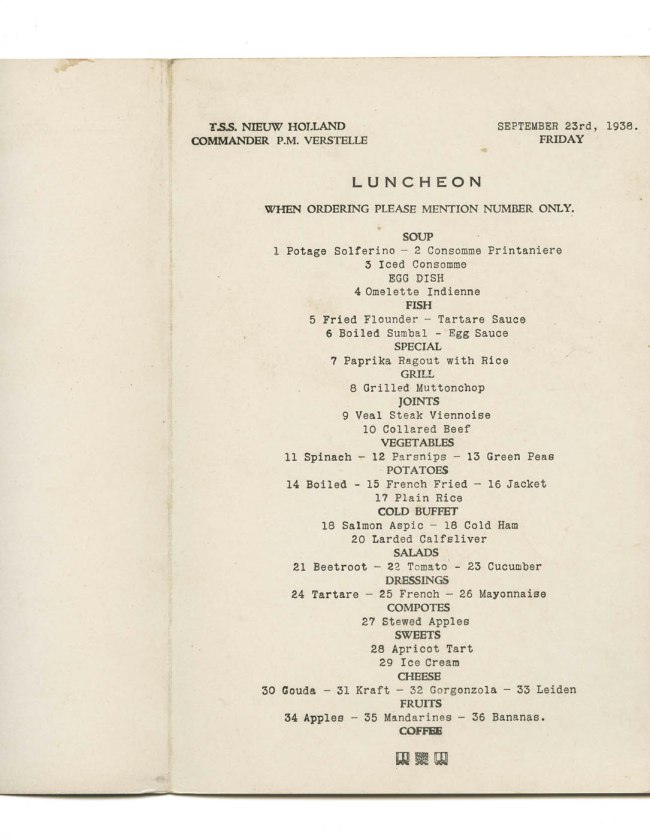 T.S.S. NIEUW HOLLAND
COMMANDER P.M. VERSTELLE
SEPTEMBER 23rd, 1938.
FRIDAY
LUNCHEON
WHEN ORDERING PLEASE MENTION NUMBER ONLY.
SOUP
1 Potage Solferino — 2 Consomme Printaniere
3 Iced Consomme
EGG DISH
4 Omelette Indienne
FISH
5 Fried Flounder — Tartare Sauce
6 Boiled Sumbal - Egg Sauce
SPECIAL
7 Paprika Ragout with Rice
GRILL
8 Grilled Muttonchop
JOINTS
9 Veal Steak Viennoise
10 Collared Beef
VEGETABLES
11 Spinach — 12 Parsnips — 13 Green Peas
POTATOES
14 Boiled - 15 French Fried — 16 Jacket
17 Plain Rice
COLD BUFFET
18 Salmon Aspic — 18 Cold Ham
20 Larded Calfsliver
SALADS
21 Beetroot — 22 Tomato - 23 Cucumber
DRESSINGS
24 Tartare — 25 French — 26 Mayonnaise
COMPOTES
27 Stewed Apples
SWEETS
28 Apricot Tart
29 Ice Cream
CHEESE
30 Gouda — 31 Kraft — 32 Gorgonzola — 33 Leiden
FRUITS
34 Apples — 35 Mandarines — 36 Bananas.
COFFEE